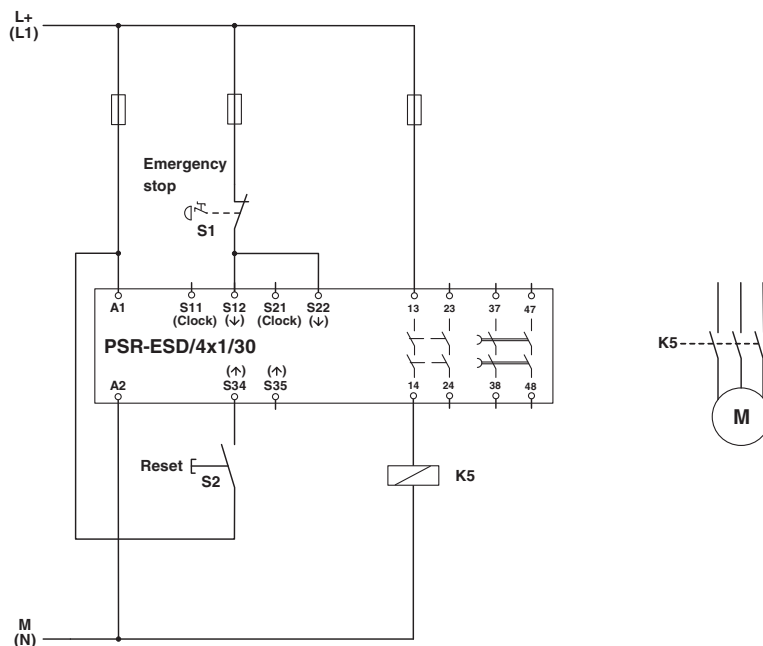 L+
(L1)
Emergency
stop
S1
A1 S11 S12 S21 S22 13 23 37 47
(Clock) (↓) (Clock) (↓)
PSR-ESD/4x1/30
K5
(↑) (↑)
A2 S34 S35 14 24 38 48
M
Reset
S2
K5
M
(N)